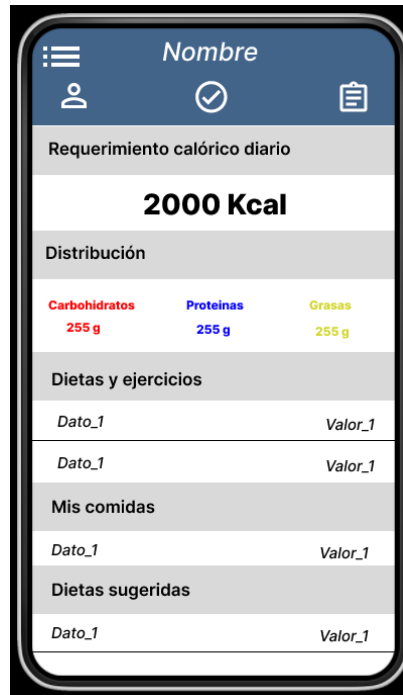 Nombre
Requerimiento calórico diario
2000 Kcal
Distribución
Carbohidratos Proteinas Grasas
255 g 255 g 255 g
Dietas y ejercicios
Dato_1 Valor_1
Dato_1 Valor_1
Mis comidas
Dato_1 Valor_1
Dietas sugeridas
Dato_1 Valor_1